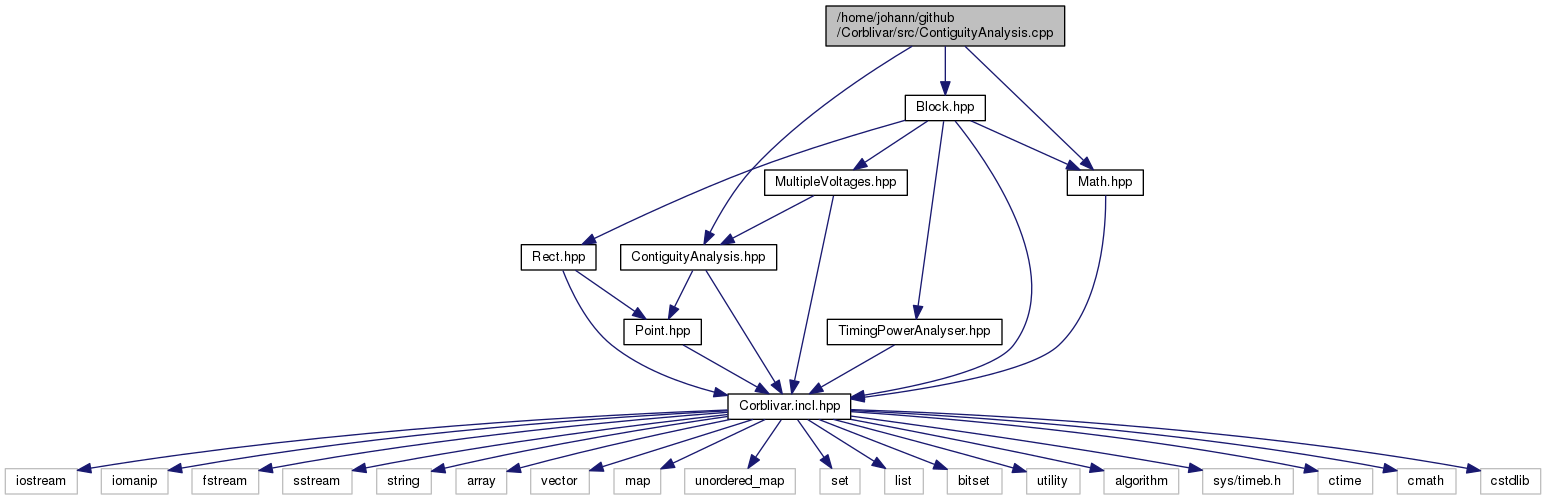 /home/johann/github
/Corblivar/src/ContiguityAnalysis.cpp
Block.hpp
MultipleVoltages.hpp
Math.hpp
Rect.hpp
ContiguityAnalysis.hpp
Point.hpp
TimingPowerAnalyser.hpp
Corblivar.incl.hpp
iostream
iomanip
fstream
sstream
string
array
vector
map
unordered_map
set
list
bitset
utility
algorithm
sys/timeb.h
ctime
cmath
cstdlib